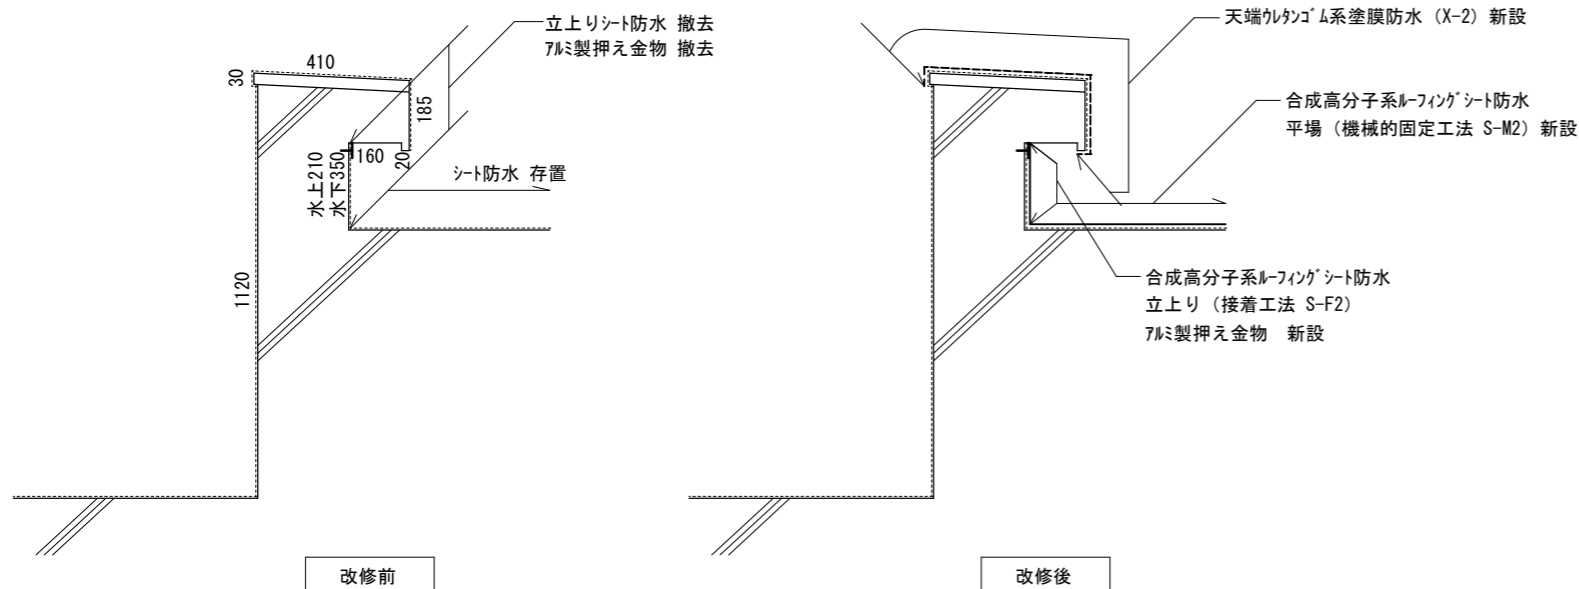 立上りシート防水 撤去
アルミ製押え金物 撤去
410
30
185
160
20
水上210
水下350
シート防水 存置
1120
改修前
天端ウレタンゴム系塗膜防水 (X-2) 新設
合成高分子系ルーフィングシート防水
平場 (機械的固定工法 S-M2) 新設
合成高分子系ルーフィングシート防水
立上り (接着工法 S-F2)
アルミ製押え金物 新設
改修後